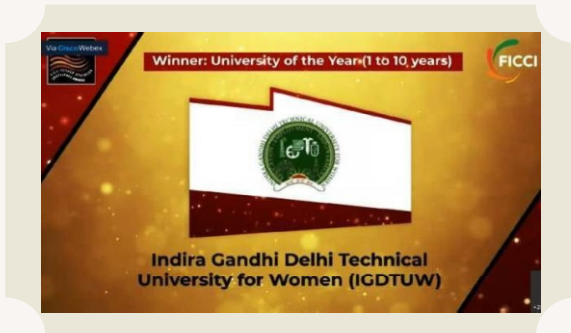 Via Cisco Webex
Winner: University of the Year (1 to 10 years)
FICCI
Indira Gandhi Delhi Technical
University for Women (IGDTUW)